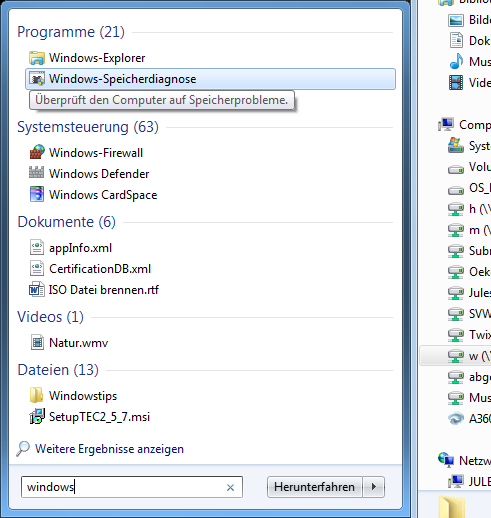 Programme (21)
Windows-Explorer
Windows-Speicherdiagnose
Überprüft den Computer auf Speicherprobleme.
Systemsteuerung (63)
Windows-Firewall
Windows Defender
Windows CardSpace
Dokumente (6)
appInfo.xml
CertificationDB.xml
ISO Datei brennen.rtf
Videos (1)
Natur.wmv
Dateien (13)
Windowstips
SetupTEC2_5_7.msi
Weitere Ergebnisse anzeigen
windows
Herunterfahren
Bilde
Dok
Musi
Video
Comp
Syste
Volu
OS_
h (\\
m (\
Subr
Oek
Jules
SVW
Twix
w (\
abge
Mus
A360
Netzw
JULE